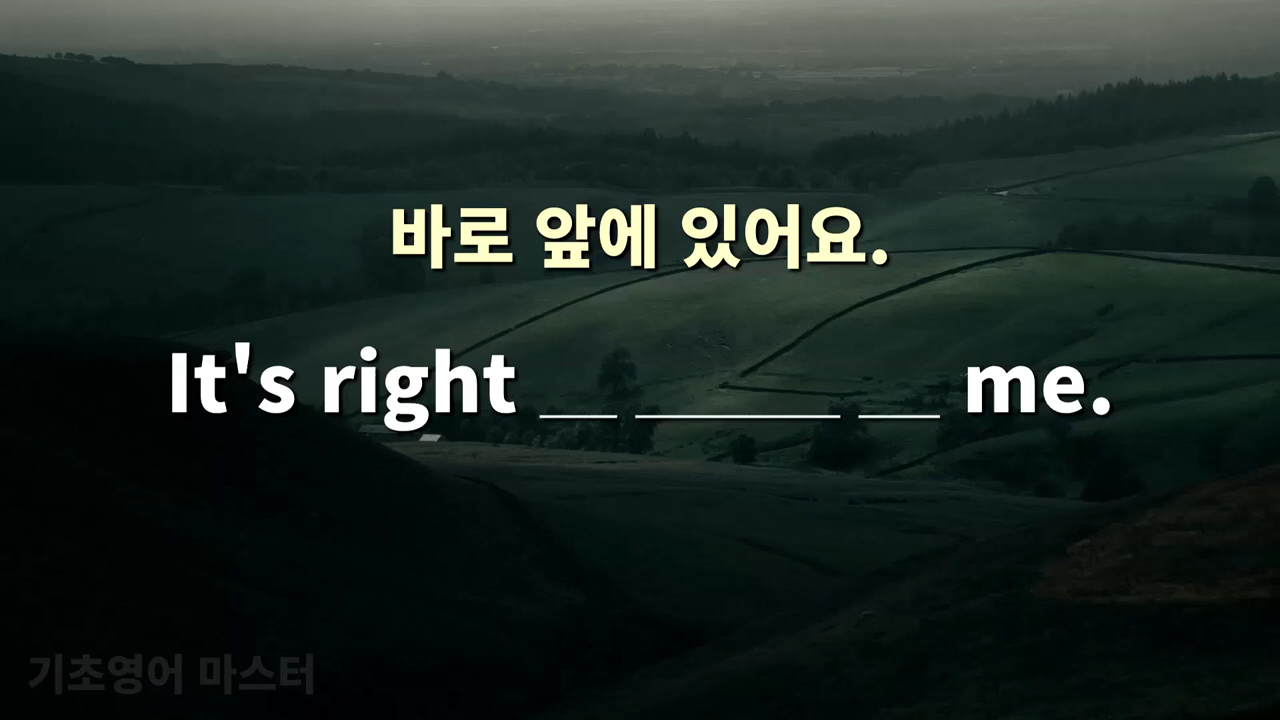 바로 앞에 있어요.
It's right __ _____ __ me.
기초영어 마스터